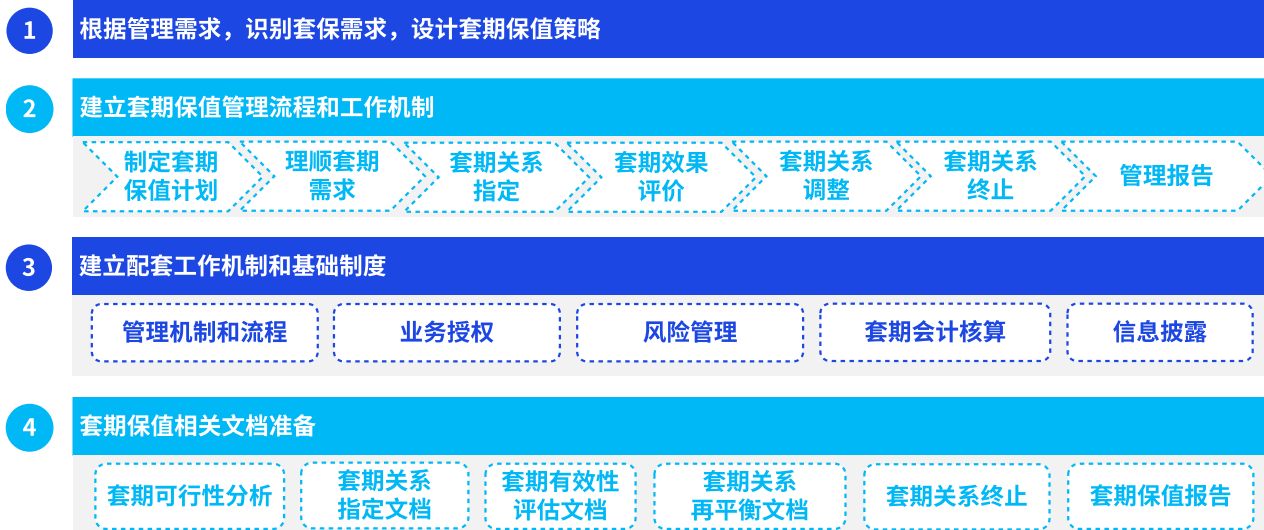 1
根据管理需求，识别套保需求，设计套期保值策略
2
建立套期保值管理流程和工作机制
制定套期
保值计划
理顺套期
需求
套期关系
指定
套期效果
评价
套期关系
调整
套期关系
终止
管理报告
3
建立配套工作机制和基础制度
管理机制和流程
业务授权
风险管理
套期会计核算
信息披露
4
套期保值相关文档准备
套期可行性分析
套期关系
指定文档
套期有效性
评估文档
套期关系
再平衡文档
套期关系终止
套期保值报告